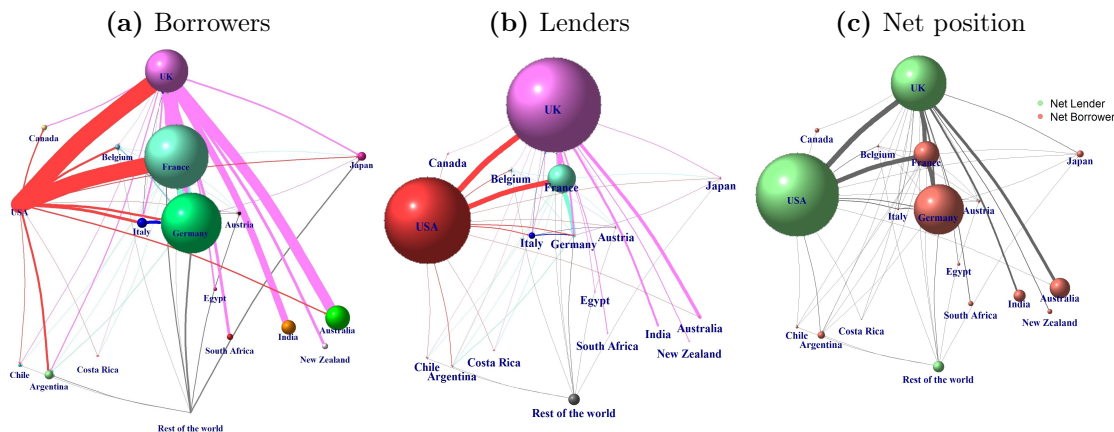 (a) Borrowers
UK
Canada
Belgium
France
Japan
USA
Italy
Germany
Austria
Egypt
South Africa
India
Australia
New Zealand
Chile
Argentina
Costa Rica
Rest of the world
(b) Lenders
UK
Canada
Belgium
France
Japan
USA
Italy
Germany
Austria
Egypt
South Africa
India
Australia
New Zealand
Chile
Argentina
Costa Rica
Rest of the world
(c) Net position
Net Lender
Net Borrower
UK
Canada
Belgium
France
Japan
USA
Italy
Germany
Austria
Egypt
South Africa
India
Australia
New Zealand
Chile
Argentina
Costa Rica
Rest of the world